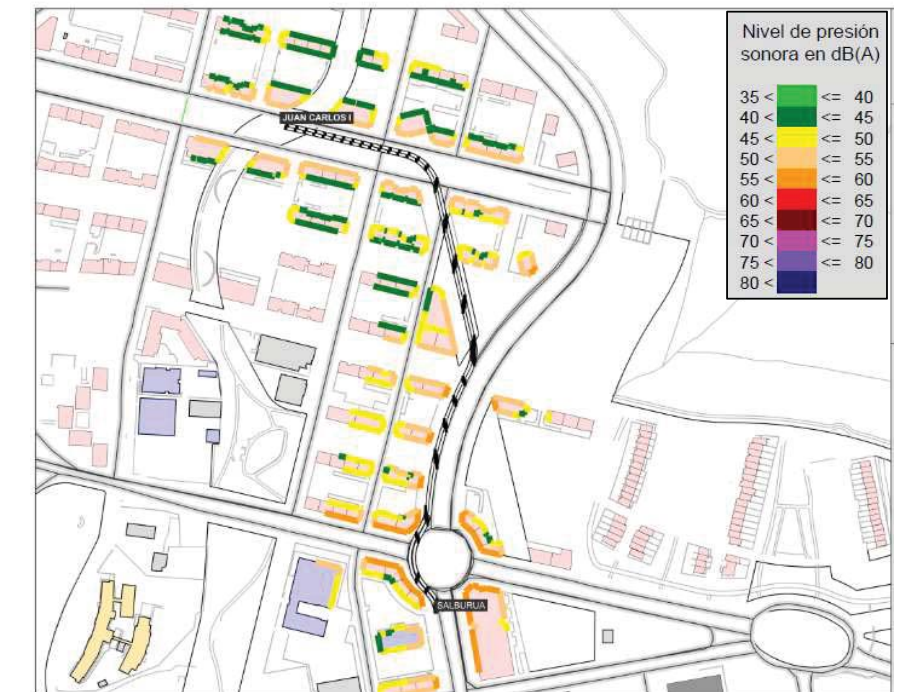 Nivel de presión
sonora en dB(A)
35 < <= 40
40 < <= 45
45 < <= 50
50 < <= 55
55 < <= 60
60 < <= 65
65 < <= 70
70 < <= 75
75 < <= 80
80 <
JUAN CARLOS I
SALBURUA